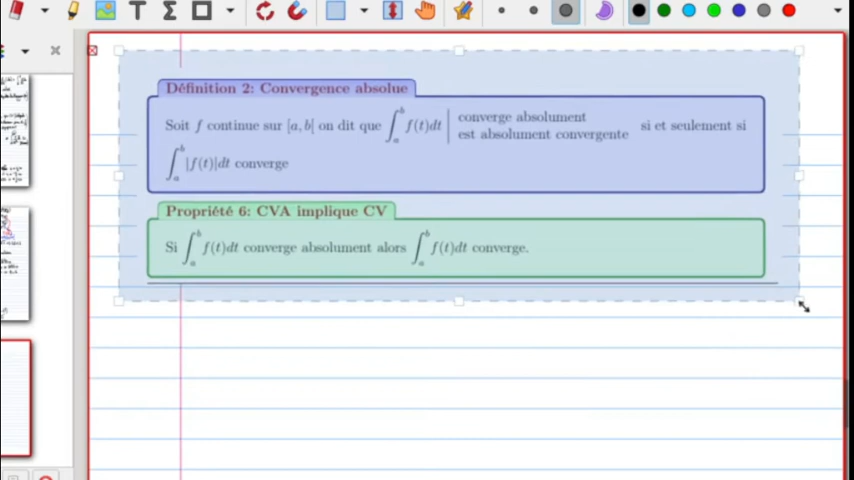 Définition 2: Convergence absolue
Soit f continue sur [a, b[ on dit que ∫_a^b f(t)dt | converge absolument
est absolument convergente si et seulement si
∫_a^b |f(t)|dt converge
Propriété 6: CVA implique CV
Si ∫_a^b f(t)dt converge absolument alors ∫_a^b f(t)dt converge.